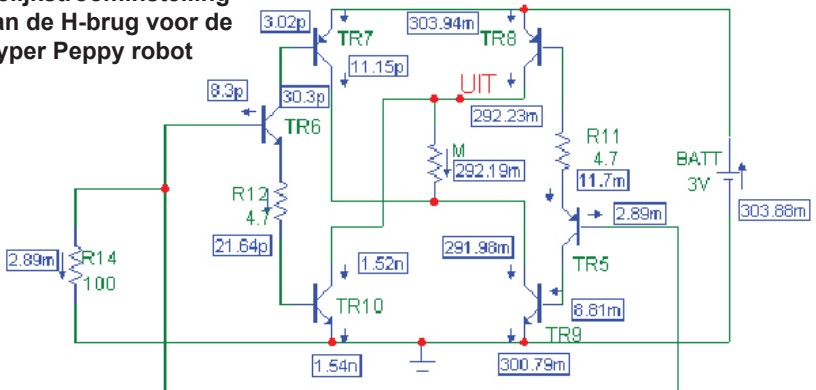 elijkstroominstelling
an de H-brug voor de
yper Peppy robot
3.02p
303.94m
TR7
TR8
11.15p
UIT
8.3p
30.3p
292.23m
TR6
R11
4.7
M
292.19m
BATT
3V
R12
4.7
11.7m
2.89m
303.88m
21.64p
2.89m
R14
100
1.52n
291.98m
TR5
TR10
8.81m
TR9
1.54n
300.79m